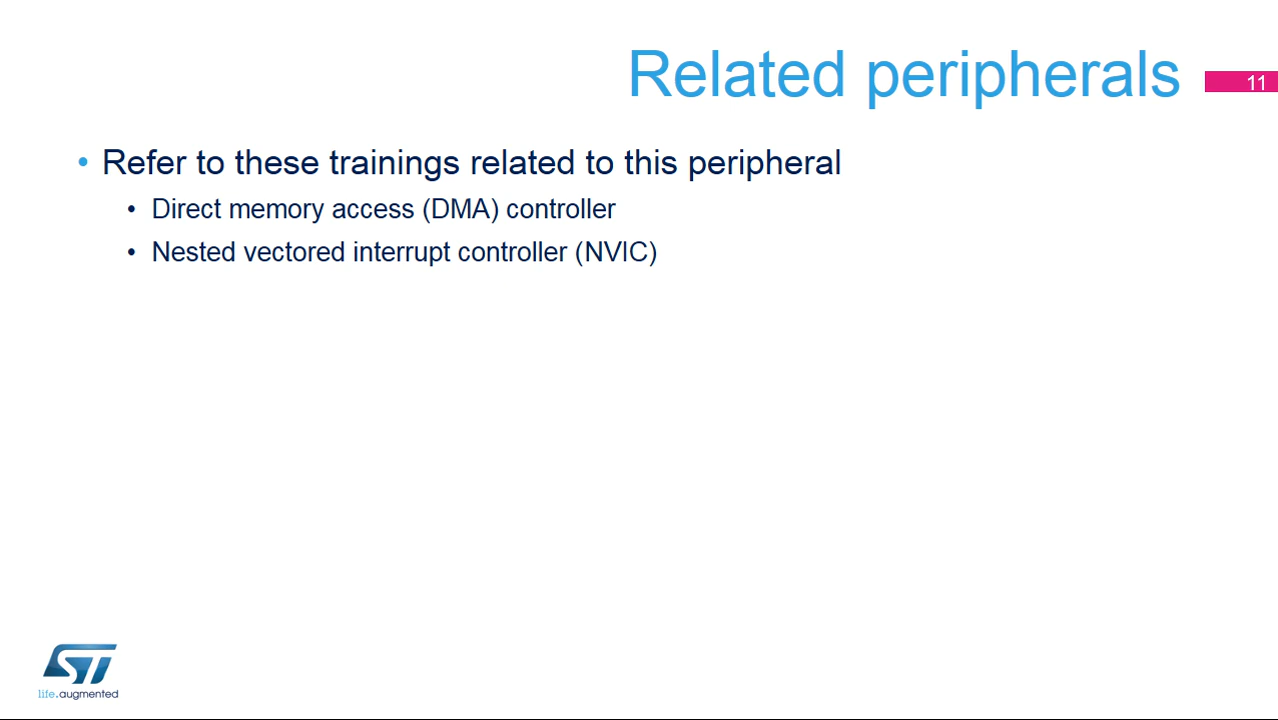 Related peripherals
11
• Refer to these trainings related to this peripheral
• Direct memory access (DMA) controller
• Nested vectored interrupt controller (NVIC)
ST
life.augmented